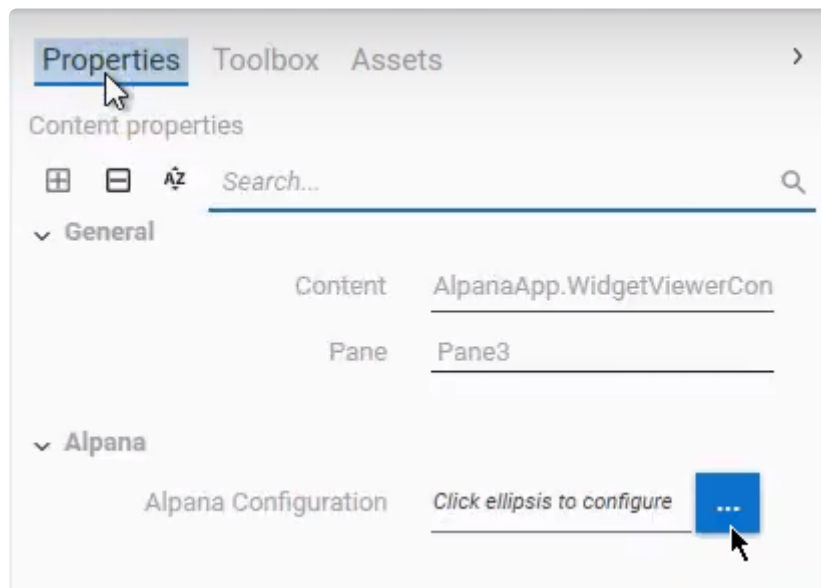 Properties Toolbox Assets
Content properties
AZ Search...
General
Content AlpanaApp.WidgetViewerCon
Pane Pane3
Alpana
Alpana Configuration Click ellipsis to configure ...